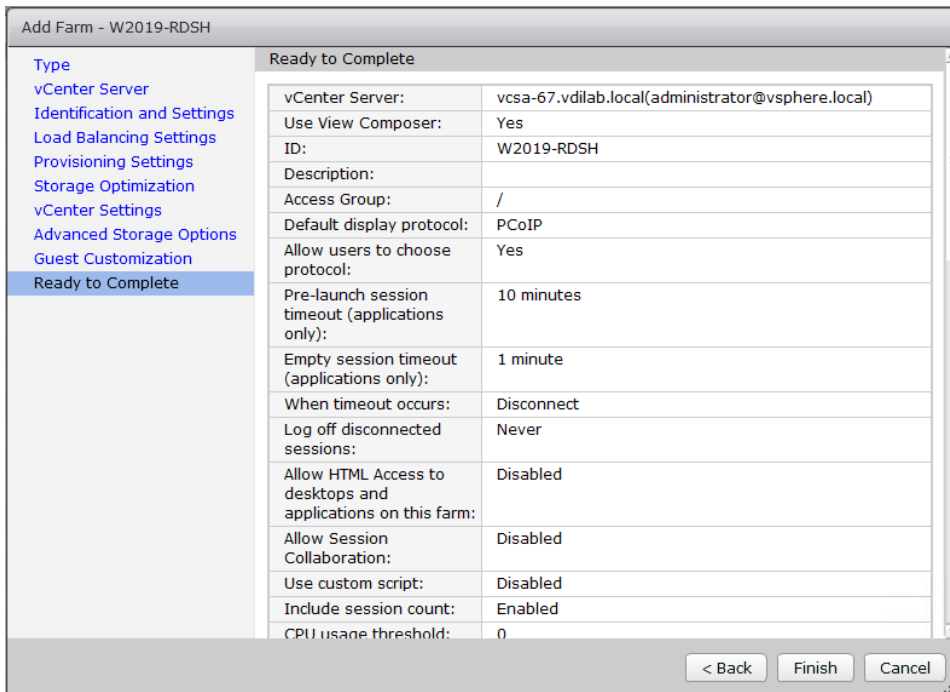 Add Farm - W2019-RDSH
Type
vCenter Server
Identification and Settings
Load Balancing Settings
Provisioning Settings
Storage Optimization
vCenter Settings
Advanced Storage Options
Guest Customization
Ready to Complete
Ready to Complete
vCenter Server: vcsa-67.vdilab.local(administrator@vsphere.local)
Use View Composer: Yes
ID: W2019-RDSH
Description:
Access Group: /
Default display protocol: PCoIP
Allow users to choose Yes
protocol:
Pre-launch session 10 minutes
timeout (applications
only):
Empty session timeout 1 minute
(applications only):
When timeout occurs: Disconnect
Log off disconnected Never
sessions:
Allow HTML Access to Disabled
desktops and
applications on this farm:
Allow Session Disabled
Collaboration:
Use custom script: Disabled
Include session count: Enabled
CPU usage threshold: 0
< Back Finish Cancel